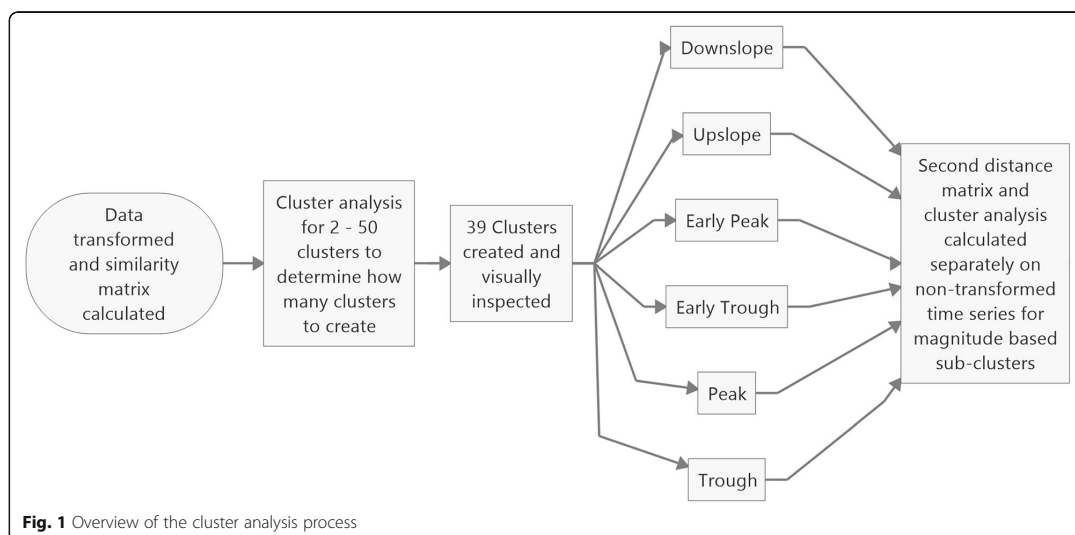 Data
transformed
and similarity
matrix
calculated
Cluster analysis
for 2 - 50
clusters to
determine how
many clusters
to create
39 Clusters
created and
visually
inspected
Downslope
Upslope
Early Peak
Early Trough
Peak
Trough
Second distance
matrix and
cluster analysis
calculated
separately on
non-transformed
time series for
magnitude based
sub-clusters
Fig. 1 Overview of the cluster analysis process